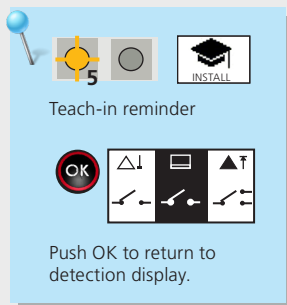 5
INSTALL
Teach-in reminder
OK
Push OK to return to
detection display.